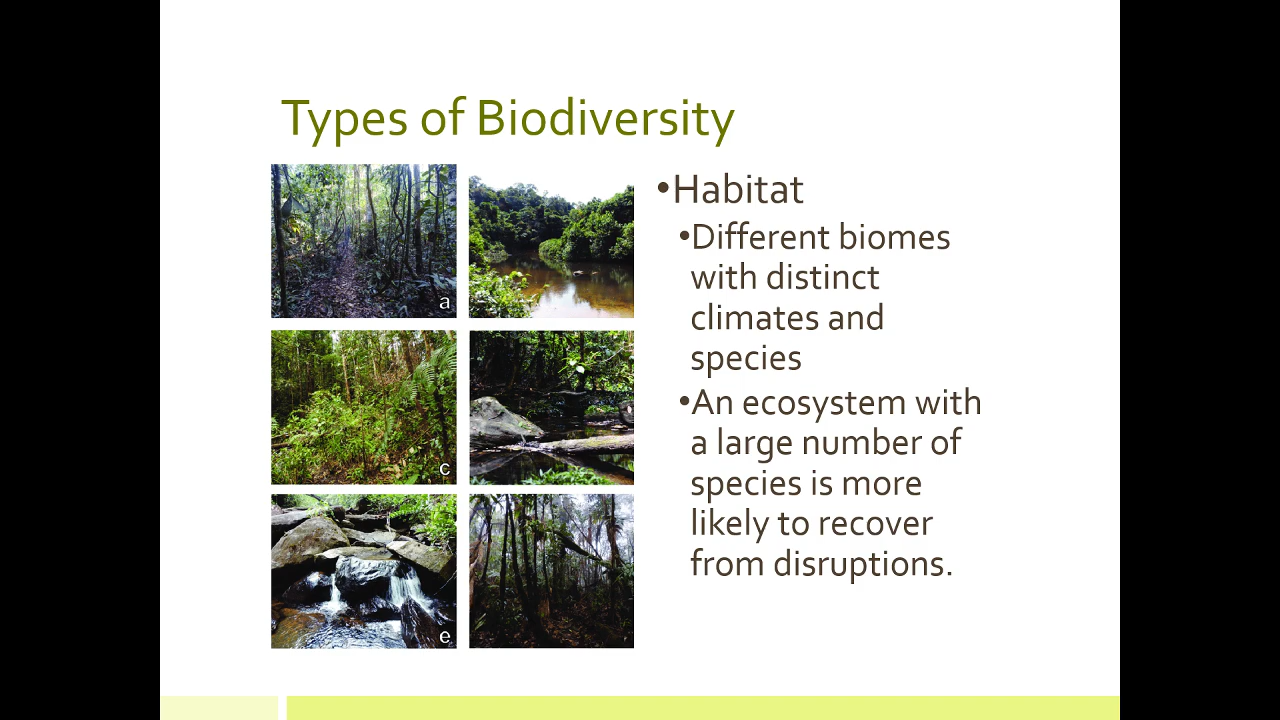 Types of Biodiversity
a
c
e
•Habitat
•Different biomes
with distinct
climates and
species
•An ecosystem with
a large number of
species is more
likely to recover
from disruptions.